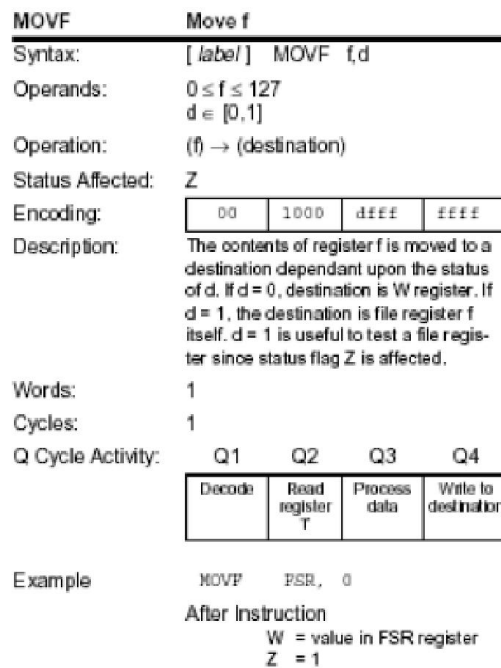 MOVF Move f
Syntax: [ label ] MOVF f,d
Operands: 0 ≤ f ≤ 127
d ∈ [0,1]
Operation: (f) → (destination)
Status Affected: Z
Encoding: 00 1000 dfff ffff
Description: The contents of register f is moved to a
destination dependant upon the status
of d. If d = 0, destination is W register. If
d = 1, the destination is file register f
itself. d = 1 is useful to test a file regis-
ter since status flag Z is affected.
Words: 1
Cycles: 1
Q Cycle Activity: Q1 Q2 Q3 Q4
Decode Read Process Write to
register data destination
'f'
Example MOVF FSR, 0
After Instruction
W = value in FSR register
Z = 1